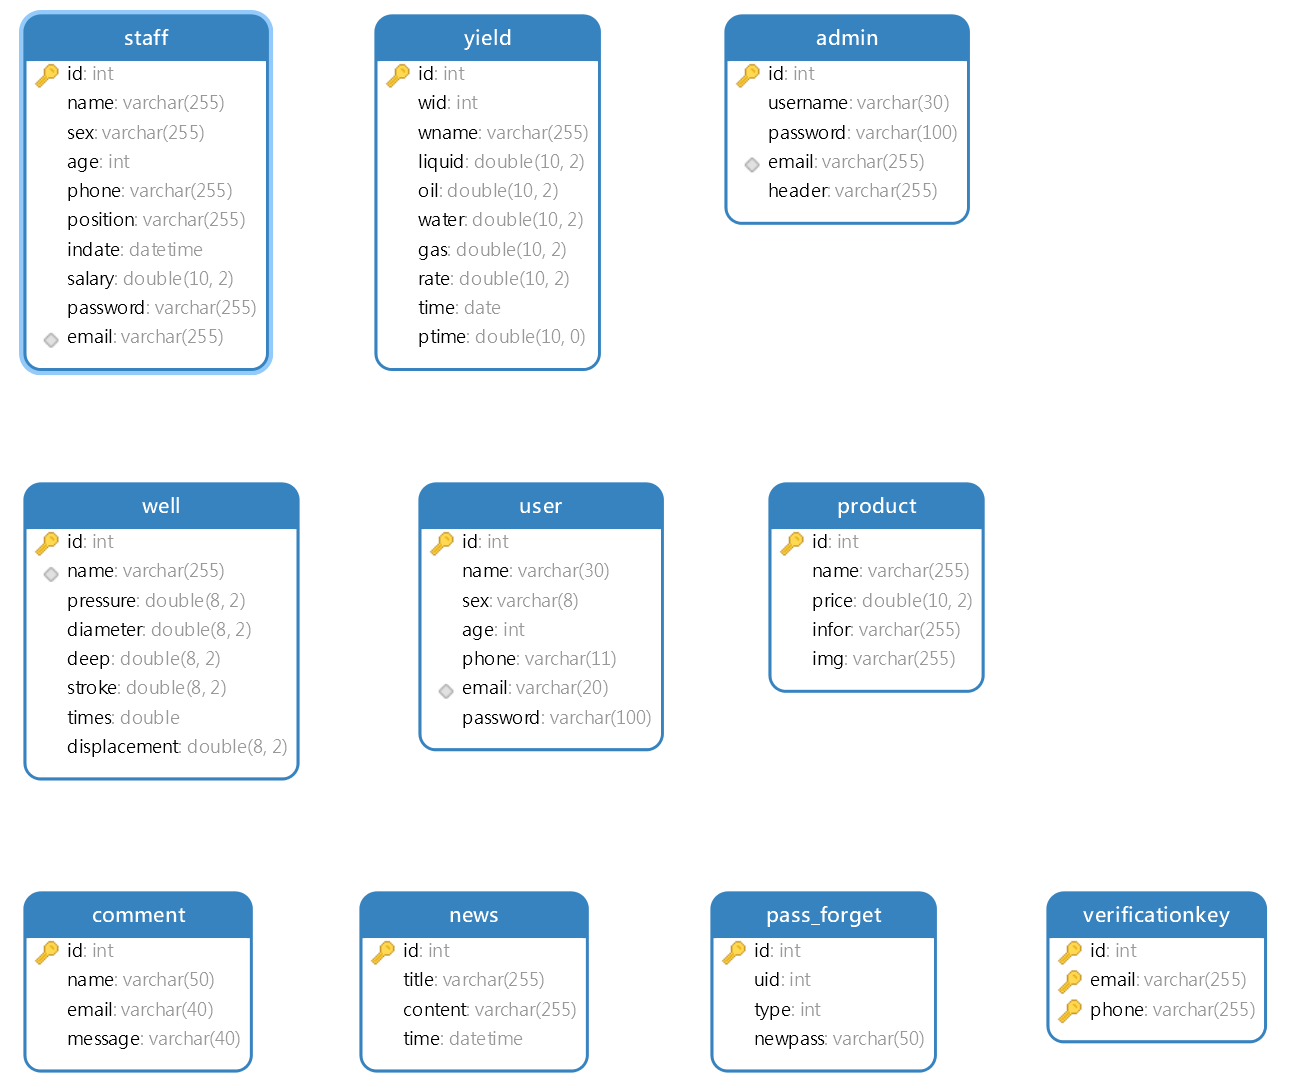 staff
id: int
name: varchar(255)
sex: varchar(255)
age: int
phone: varchar(255)
position: varchar(255)
indate: datetime
salary: double(10, 2)
password: varchar(255)
email: varchar(255)
yield
id: int
wid: int
wname: varchar(255)
liquid: double(10, 2)
oil: double(10, 2)
water: double(10, 2)
gas: double(10, 2)
rate: double(10, 2)
time: date
ptime: double(10, 0)
admin
id: int
username: varchar(30)
password: varchar(100)
email: varchar(255)
header: varchar(255)
well
id: int
name: varchar(255)
pressure: double(8, 2)
diameter: double(8, 2)
deep: double(8, 2)
stroke: double(8, 2)
times: double
displacement: double(8, 2)
user
id: int
name: varchar(30)
sex: varchar(8)
age: int
phone: varchar(11)
email: varchar(20)
password: varchar(100)
product
id: int
name: varchar(255)
price: double(10, 2)
infor: varchar(255)
img: varchar(255)
comment
id: int
name: varchar(50)
email: varchar(40)
message: varchar(40)
news
id: int
title: varchar(255)
content: varchar(255)
time: datetime
pass_forget
id: int
uid: int
type: int
newpass: varchar(50)
verificationkey
id: int
email: varchar(255)
phone: varchar(255)